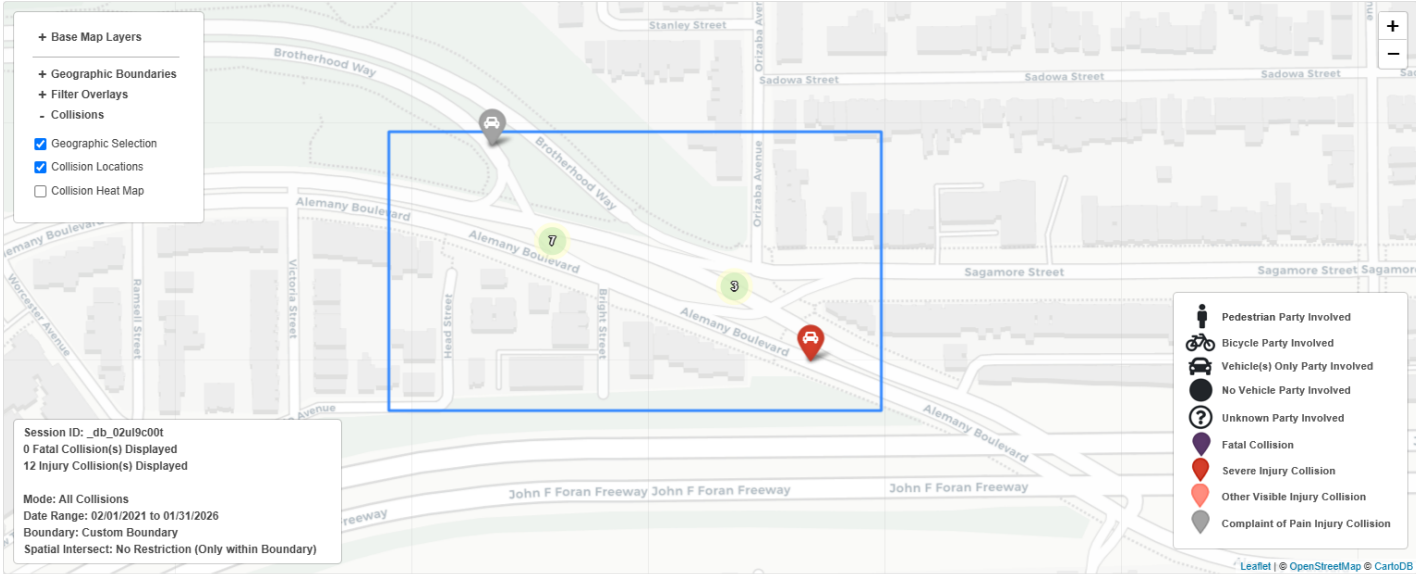 + Base Map Layers
+ Geographic Boundaries
+ Filter Overlays
- Collisions
Geographic Selection
Collision Locations
Collision Heat Map
Stanley Street
Orizaba Aven
Brotherhood Way
Sadowa Street
Sadowa Street
Sadowa Street
+
−
Brotherhood Way
Orizaba Avenue
Alemany Boulevard
Alemany Boulevard
Alemany Boulevard
7
3
Sagamore Street
Sagamore Street
Sagamor
Worcester Avenue
Ramsell Street
Victoria Street
Head Street
Bright Street
Alemany Boulevard
Alemany Boulevard
Avenue
John F Foran Freeway
John F Foran Freeway
John F Foran Freeway
Freeway
Session ID: _db_02ul9c00t
0 Fatal Collision(s) Displayed
12 Injury Collision(s) Displayed
Mode: All Collisions
Date Range: 02/01/2021 to 01/31/2026
Boundary: Custom Boundary
Spatial Intersect: No Restriction (Only within Boundary)
Pedestrian Party Involved
Bicycle Party Involved
Vehicle(s) Only Party Involved
No Vehicle Party Involved
? Unknown Party Involved
Fatal Collision
Severe Injury Collision
Other Visible Injury Collision
Complaint of Pain Injury Collision
Leaflet | © OpenStreetMap © CartoDB